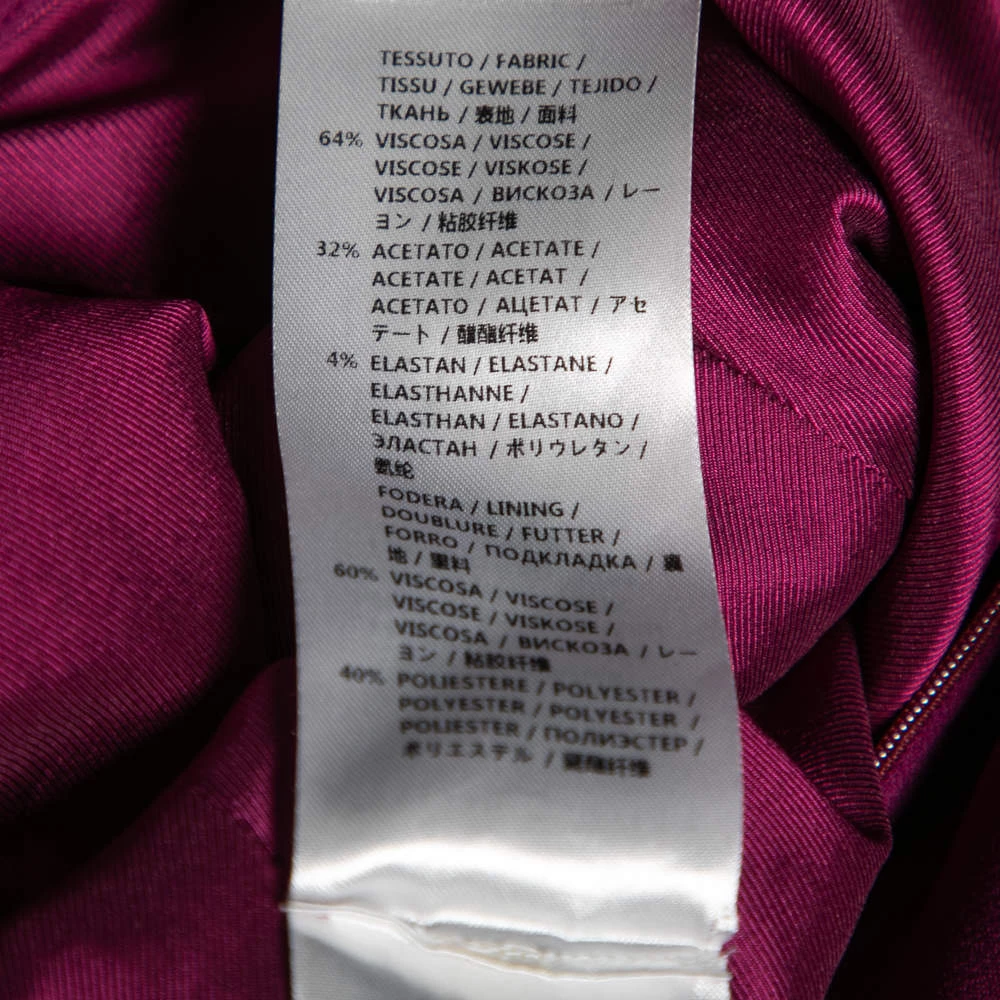 TESSUTO / FABRIC /
TISSU / GEWEBE / TEJIDO /
ТКАНЬ / 表地 / 面料
64% VISCOSA / VISCOSE /
VISCOSE / VISKOSE /
VISCOSA / ВИСКОЗА / レー
ヨン / 粘胶纤维
32% ACETATO / ACETATE /
ACETATE / ACETAT /
ACETATO / АЦЕТАТ / アセ
テート / 醋酯纤维
4% ELASTAN / ELASTANE /
ELASTHANNE /
ELASTHAN / ELASTANO /
ЭЛАСТАН / ポリウレタン /
氨纶
FODERA / LINING /
DOUBLURE / FUTTER /
FORRO / ПОДКЛАДКА / 裏
地 / 里料
60% VISCOSA / VISCOSE /
VISCOSE / VISKOSE /
VISCOSA / ВИСКОЗА / レー
ヨン / 粘胶纤维
40% POLIESTERE / POLYESTER /
POLYESTER / POLYESTER /
POLIESTER / ПОЛИЭСТЕР /
ポリエステル / 聚酯纤维